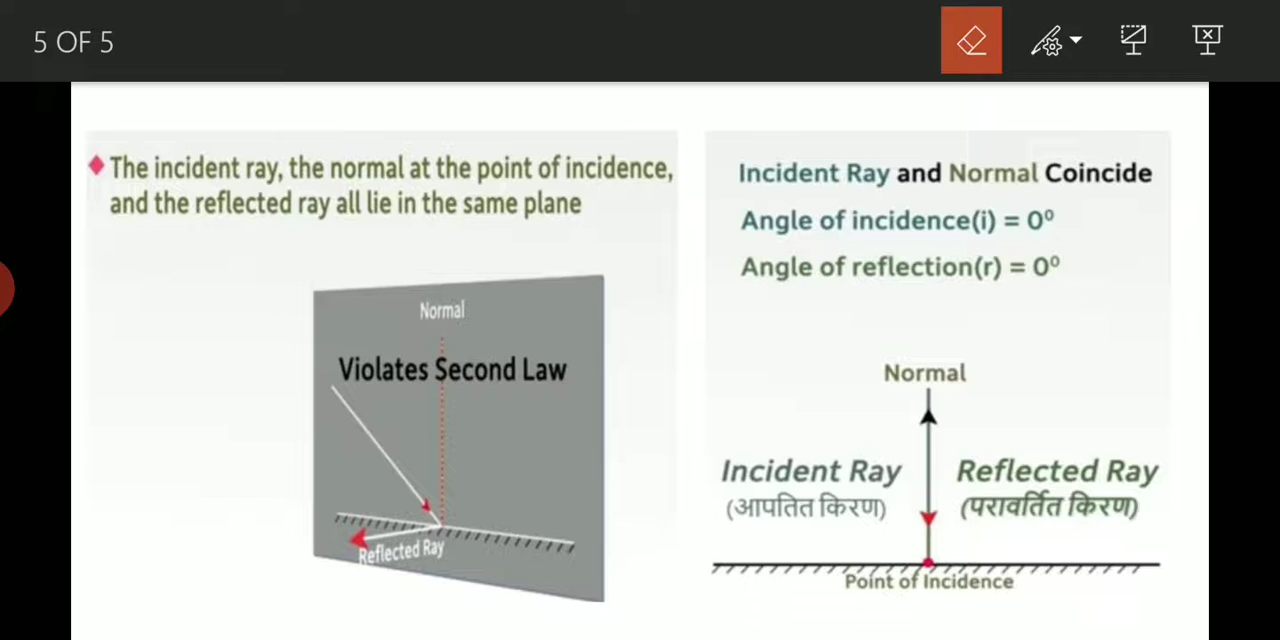 5 OF 5
The incident ray, the normal at the point of incidence,
and the reflected ray all lie in the same plane
Normal
Violates Second Law
Reflected Ray
Incident Ray and Normal Coincide
Angle of incidence(i) = 0⁰
Angle of reflection(r) = 0⁰
Normal
Incident Ray
(आपतित किरण)
Reflected Ray
(परावर्तित किरण)
Point of Incidence